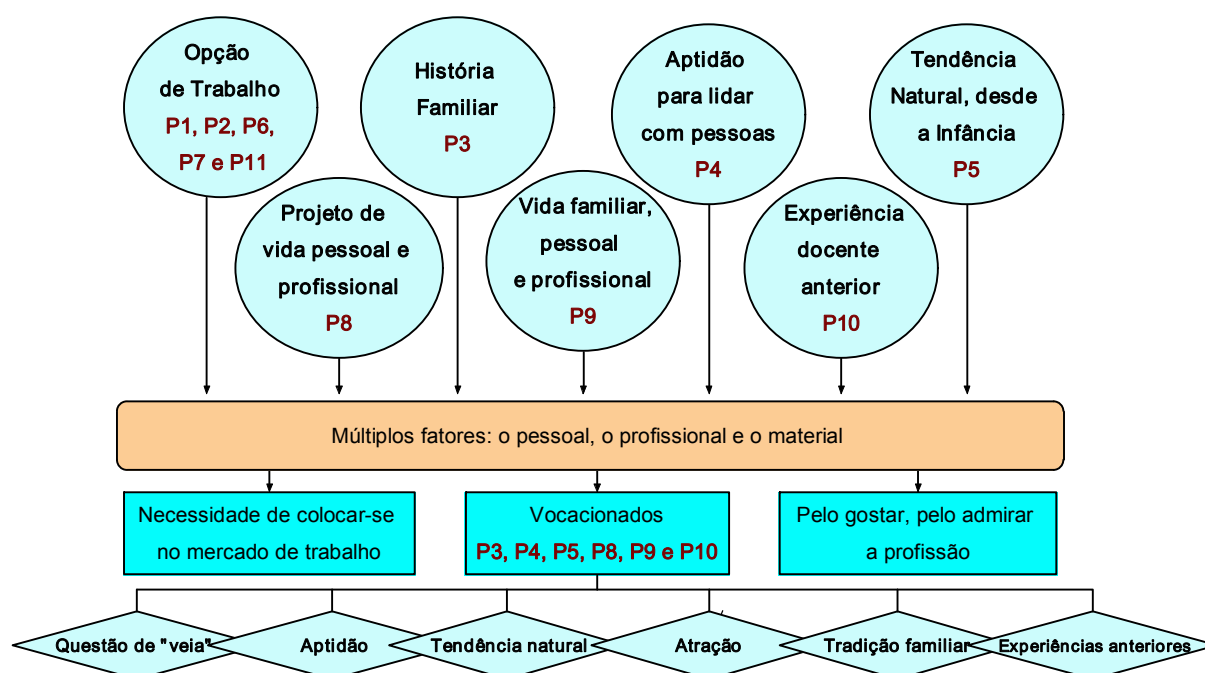 Opção
de Trabalho
P1, P2, P6,
P7 e P11
História
Familiar
P3
Aptidão
para lidar
com pessoas
P4
Tendência
Natural, desde
a Infância
P5
Projeto de
vida pessoal e
profissional
P8
Vida familiar,
pessoal
e profissional
P9
Experiência
docente
anterior
P10
Múltiplos fatores: o pessoal, o profissional e o material
Necessidade de colocar-se
no mercado de trabalho
Vocacionados
P3, P4, P5, P8, P9 e P10
Pelo gostar, pelo admirar
a profissão
Questão de "veia"
Aptidão
Tendência natural
Atração
Tradição familiar
Experiências anteriores